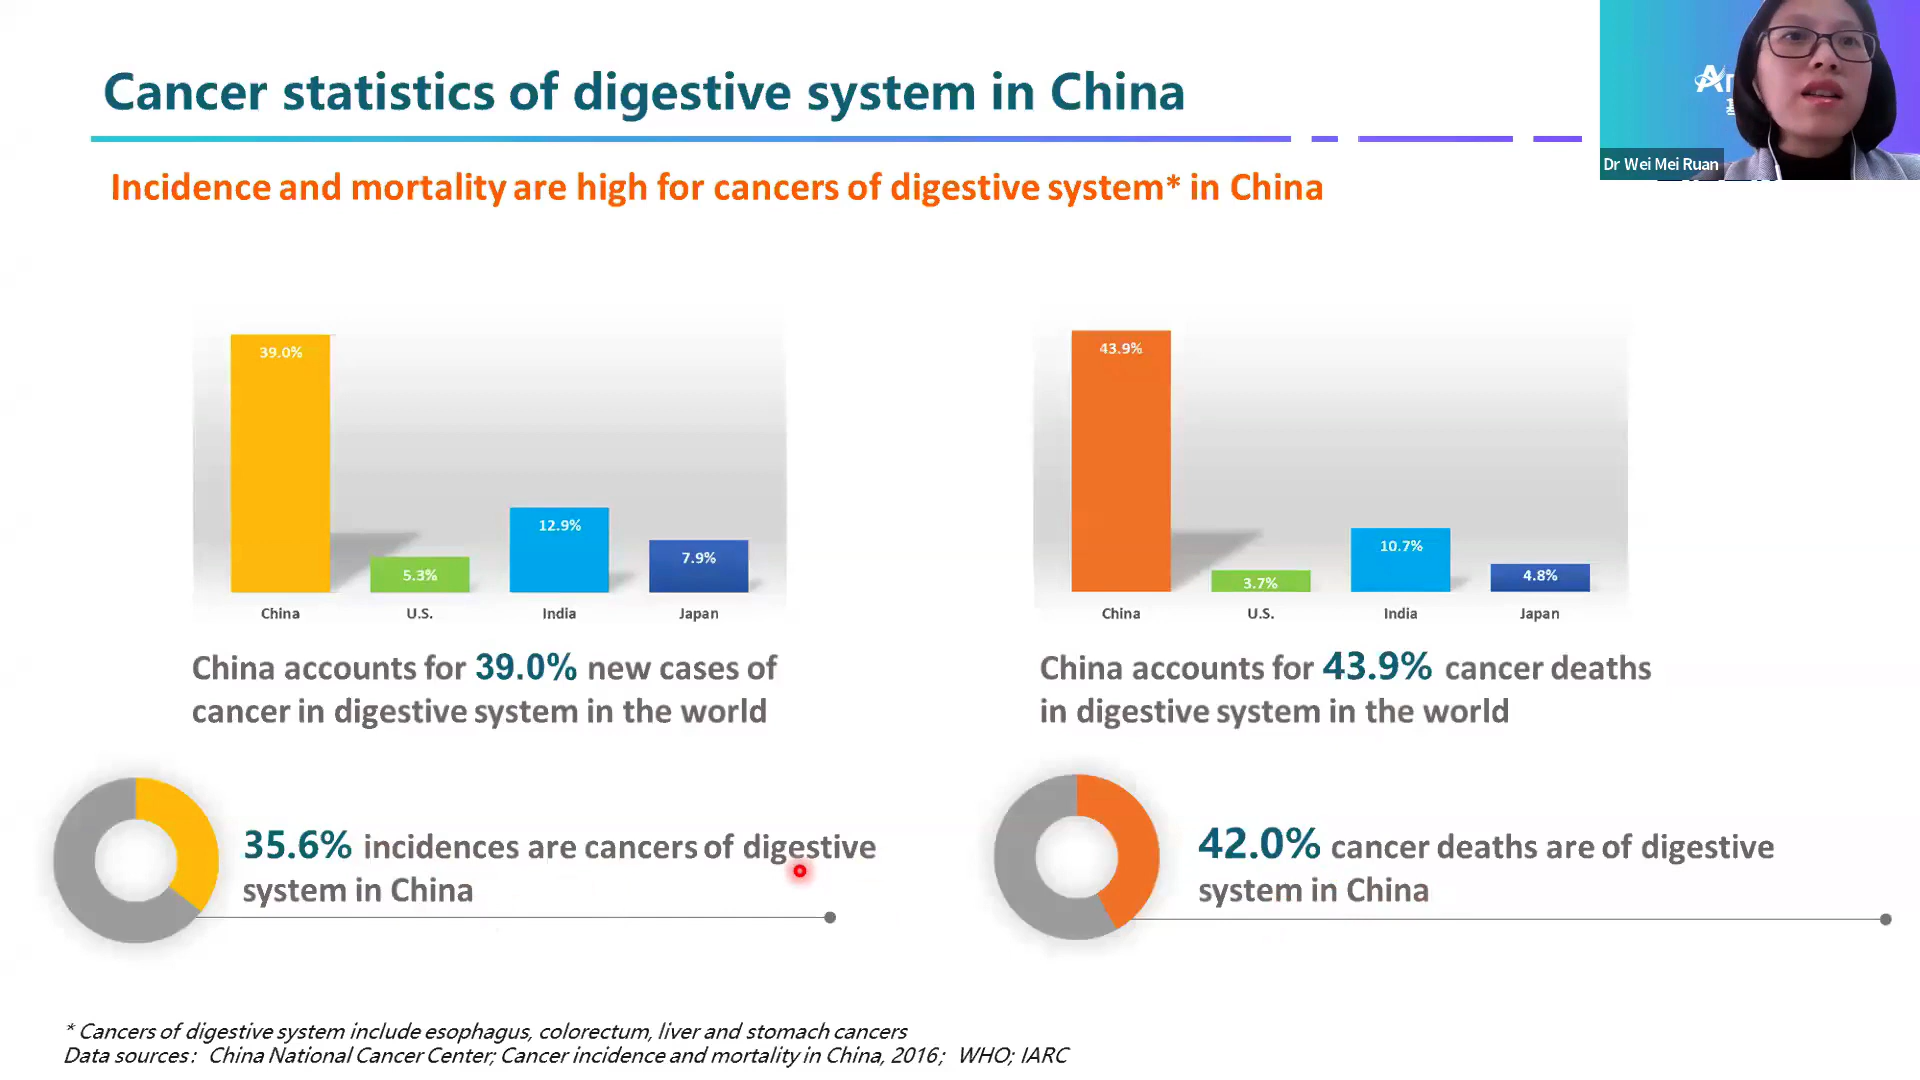 Cancer statistics of digestive system in China
Dr Wei Mei Ruan
Incidence and mortality are high for cancers of digestive system* in China
39.0%
5.3%
12.9%
7.9%
China U.S. India Japan
43.9%
3.7%
10.7%
4.8%
China U.S. India Japan
China accounts for 39.0% new cases of
cancer in digestive system in the world
China accounts for 43.9% cancer deaths
in digestive system in the world
35.6% incidences are cancers of digestive
system in China
42.0% cancer deaths are of digestive
system in China
* Cancers of digestive system include esophagus, colorectum, liver and stomach cancers
Data sources: China National Cancer Center; Cancer incidence and mortality in China, 2016; WHO; IARC